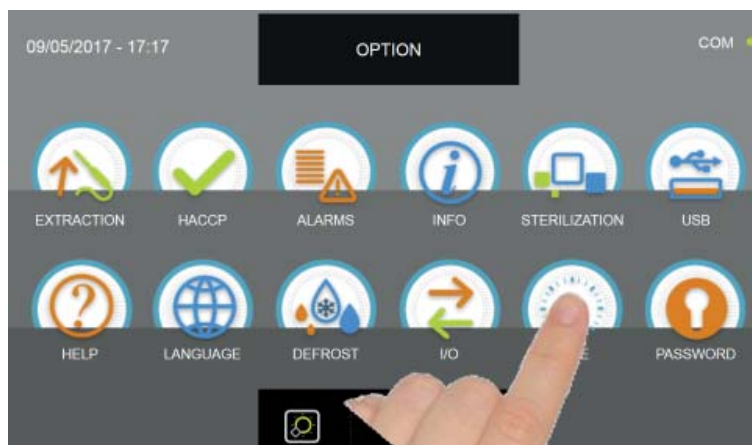 09/05/2017 - 17:17
OPTION
COM
EXTRACTION
HACCP
ALARMS
INFO
STERILIZATION
USB
HELP
LANGUAGE
DEFROST
I/O
PASSWORD